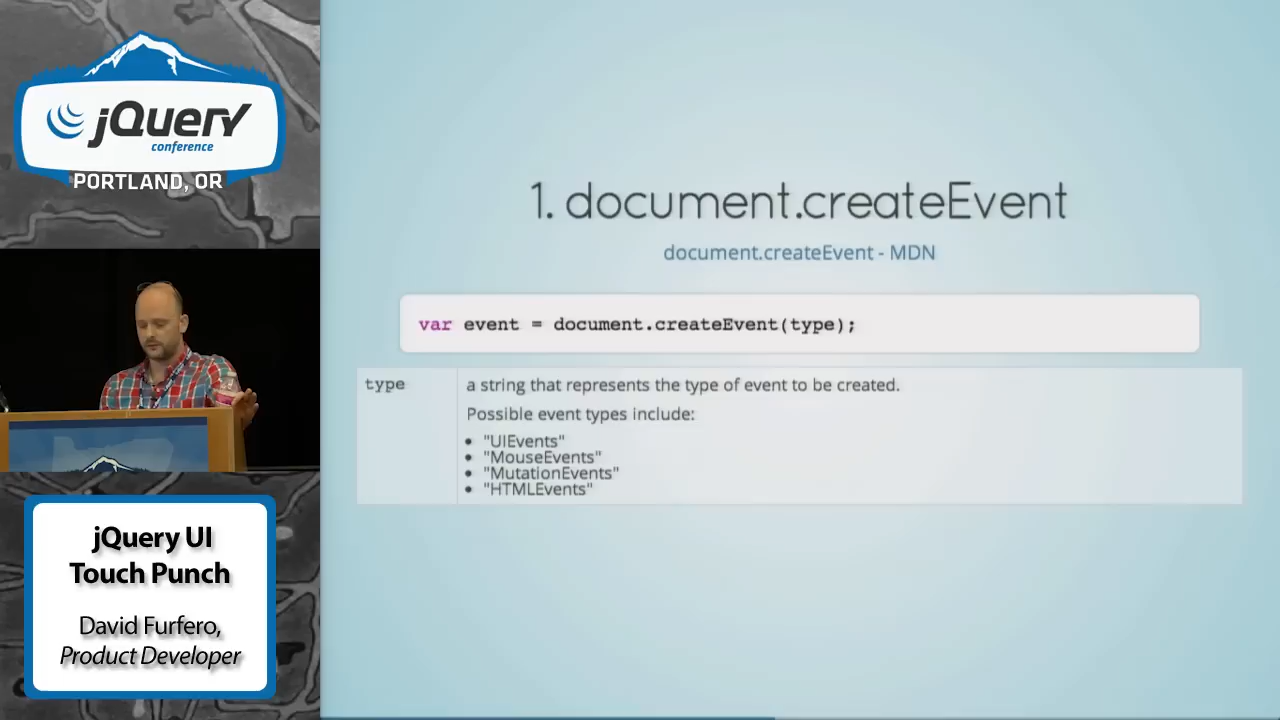 jQuery
conference
PORTLAND, OR
jQuery UI
Touch Punch
David Furfero,
Product Developer
1. document.createEvent
document.createEvent - MDN
var event = document.createEvent(type);
type
a string that represents the type of event to be created.
Possible event types include:
• "UIEvents"
• "MouseEvents"
• "MutationEvents"
• "HTMLEvents"